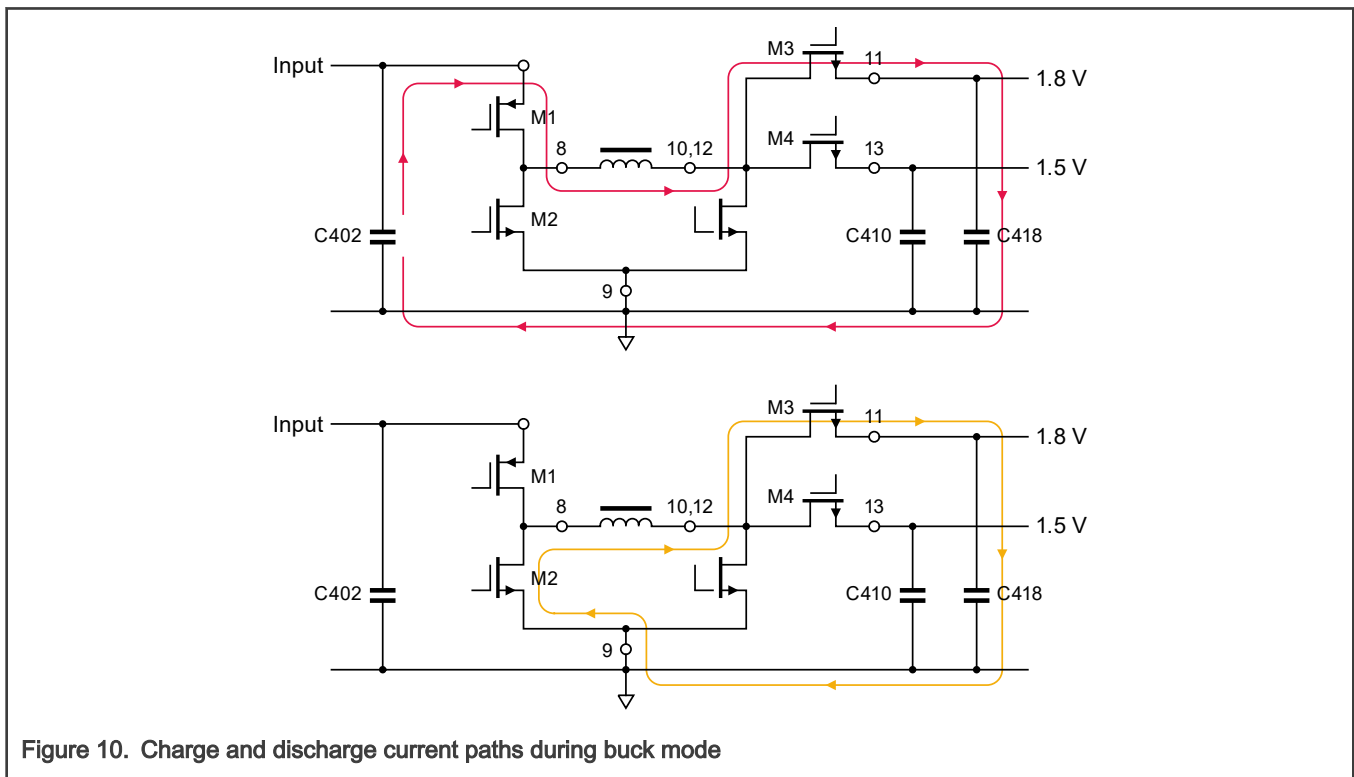 M3
11
Input
1.8 V
M1
M4
8
10,12
13
1.5 V
M2
C402
C410
C418
9
M3
11
Input
1.8 V
M1
M4
8
10,12
13
1.5 V
M2
C402
C410
C418
9
Figure 10. Charge and discharge current paths during buck mode